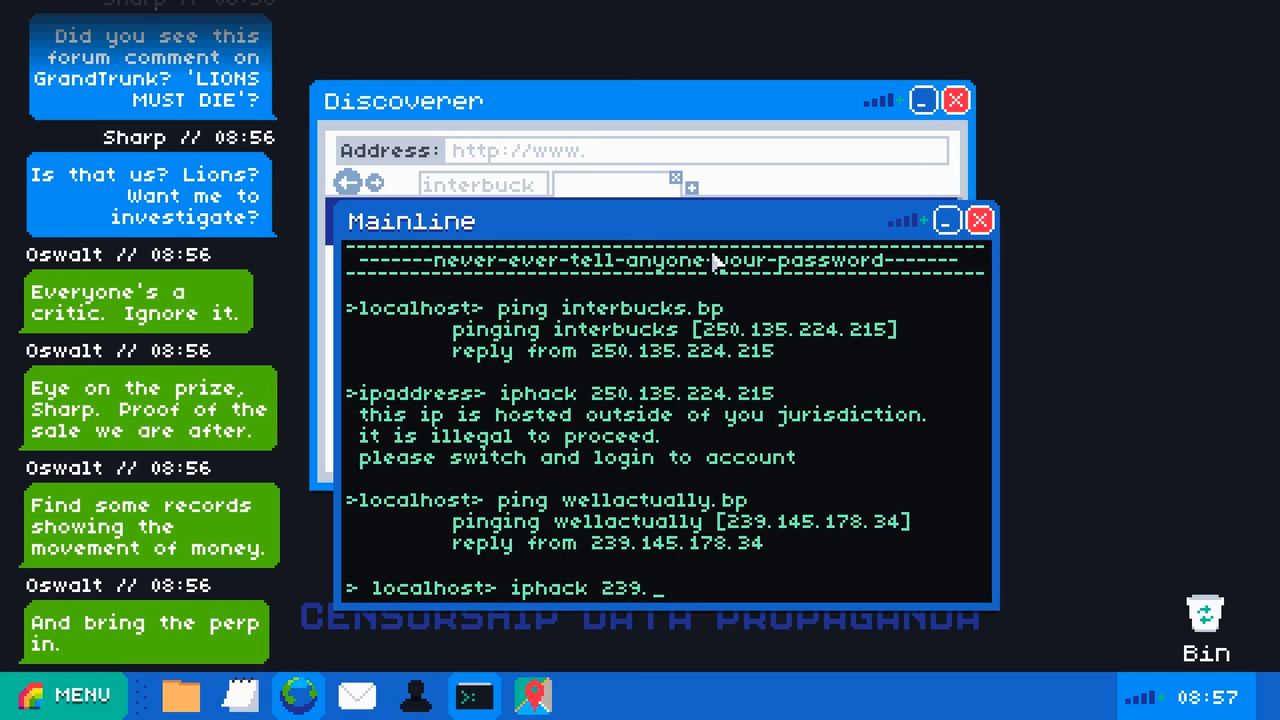 Sharp // 08:56
Did you see this
forum comment on
GrandTrunk? 'LIONS
MUST DIE'?
Sharp // 08:56
Is that us? Lions?
Want me to
investigate?
Oswalt // 08:56
Everyone's a
critic. Ignore it.
Oswalt // 08:56
Eye on the prize,
Sharp. Proof of the
sale we are after.
Oswalt // 08:56
Find some records
showing the
movement of money.
Oswalt // 08:56
And bring the perp
in.
Discoverer
Address: http://www.
interbuck
Mainline
-------never-ever-tell-anyone-your-password-------
>localhost> ping interbucks.bp
pinging interbucks [250.135.224.215]
reply from 250.135.224.215
>ipaddress> iphack 250.135.224.215
this ip is hosted outside of you jurisdiction.
it is illegal to proceed.
please switch and login to account
>localhost> ping wellactually.bp
pinging wellactually [239.145.178.34]
reply from 239.145.178.34
> localhost> iphack 239._
CENSORSHIP DATA PROPAGANDA
Bin
MENU
08:57